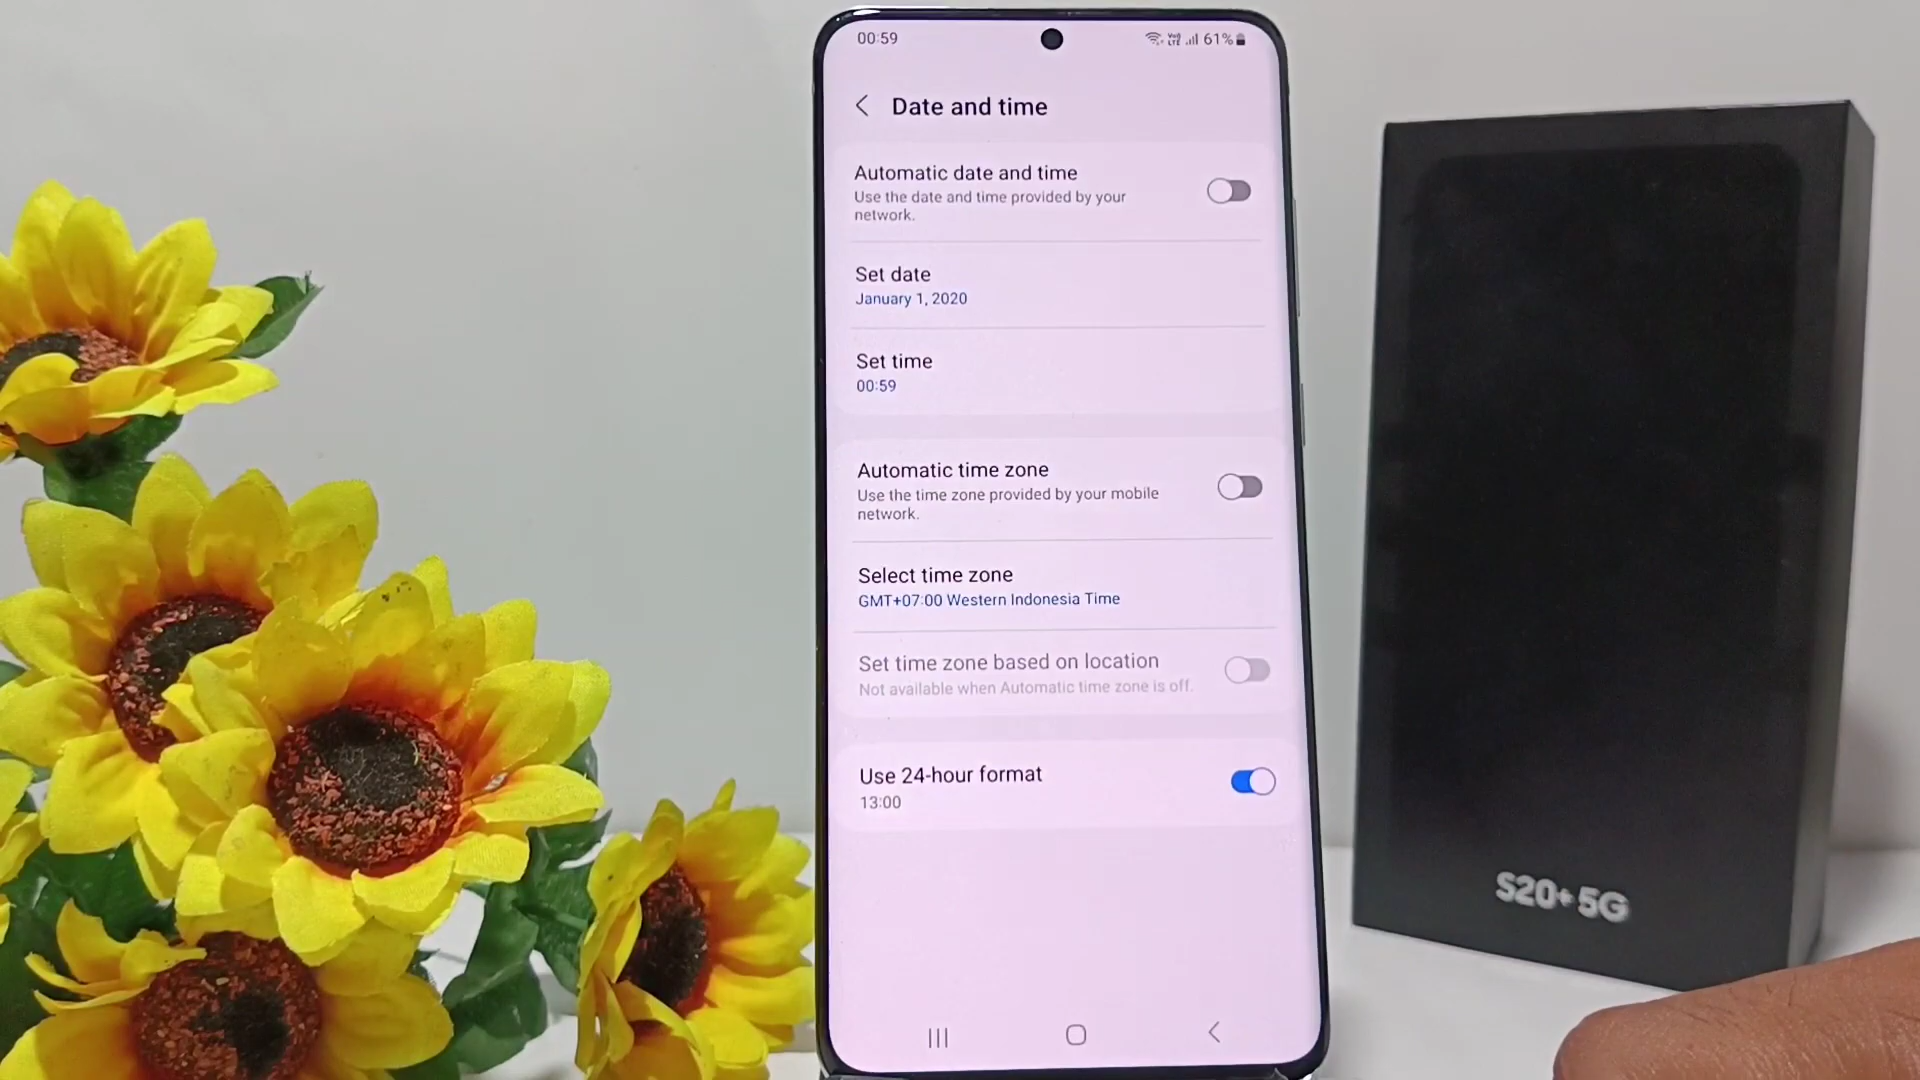 00:59
61%
Date and time
Automatic date and time
Use the date and time provided by your
network.
Set date
January 1, 2020
Set time
00:59
Automatic time zone
Use the time zone provided by your mobile
network.
Select time zone
GMT+07:00 Western Indonesia Time
Set time zone based on location
Not available when Automatic time zone is off.
Use 24-hour format
13:00
S20+ 5G